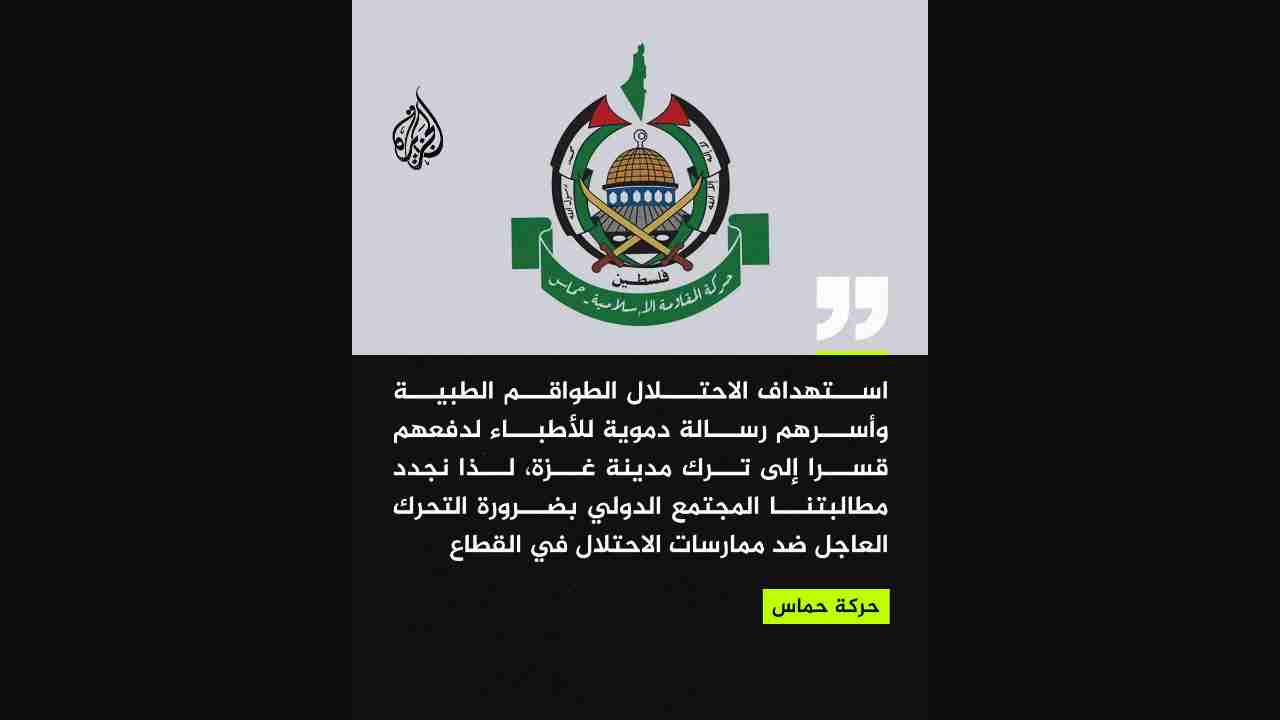 الجزيرة
فلسطين
حركة المقاومة الإسلامية - حماس
استهداف الاحتلال الطواقم الطبية
وأسرهم رسالة دموية للأطباء لدفعهم
قسرا إلى ترك مدينة غزة، لذا نجدد
مطالبتنا المجتمع الدولي بضرورة التحرك
العاجل ضد ممارسات الاحتلال في القطاع
حركة حماس